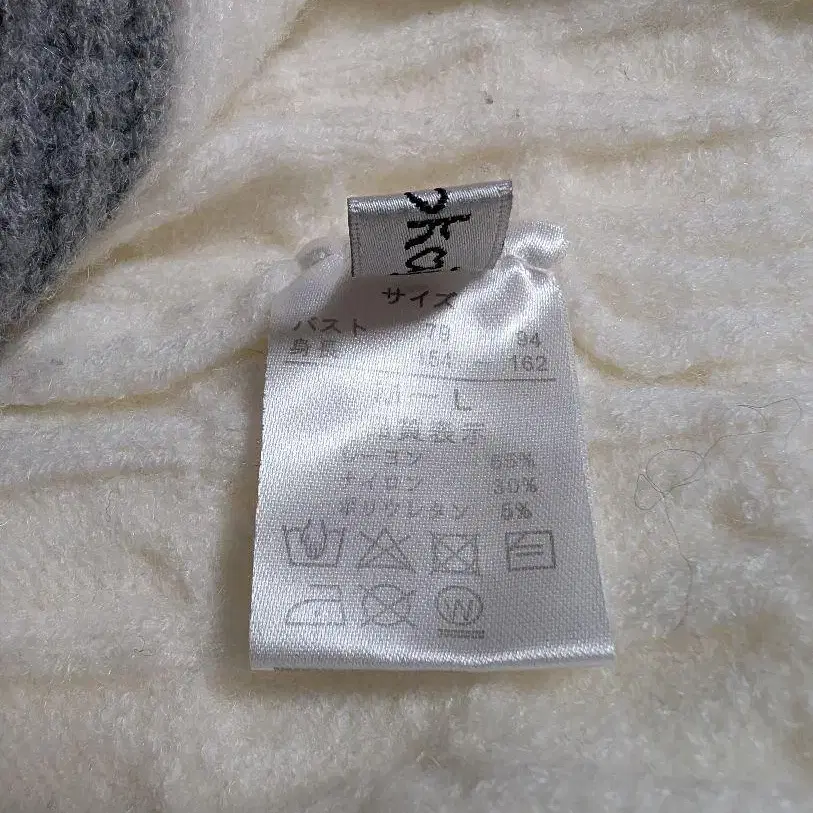 サイズ
バスト 79 94
身長 154 162
M ー L
品質表示
レーヨン 65%
ナイロン 30%
ポリウレタン 5%
W